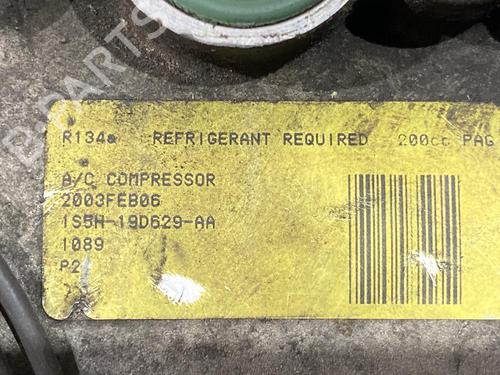 R134a REFRIGERANT REQUIRED 200cc PAG
A/C COMPRESSOR
2003FEB06
1S5H-19D629-AA
1089
P2